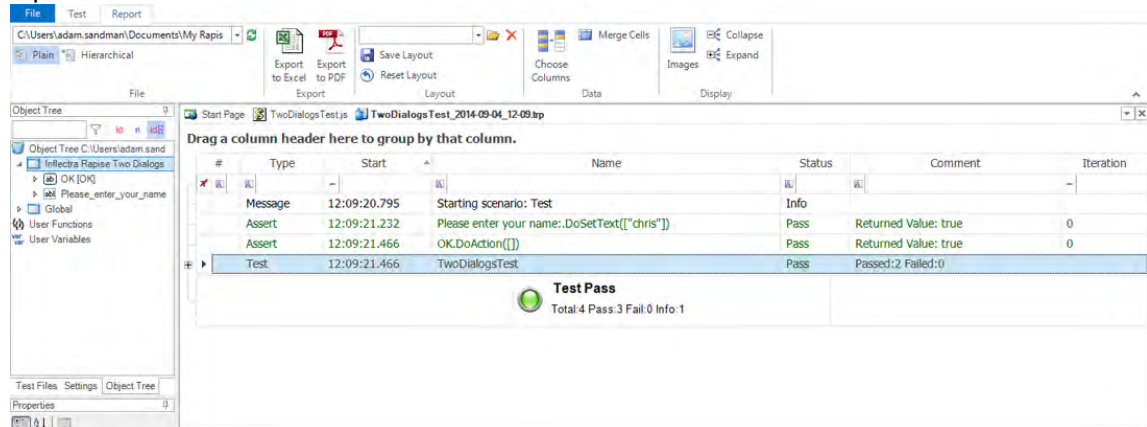 File Test Report
C:\Users\adam.sandman\Documents\My Rapis
Plain Hierarchical
File
Export to Excel
Export to PDF
Export
Save Layout
Reset Layout
Layout
Choose Columns
Merge Cells
Data
Images
Collapse
Expand
Display
Object Tree
id n
Object Tree C:\Users\adam.sand
Inflectra Rapise Two Dialogs
OK [OK]
Please_enter_your_name
Global
User Functions
User Variables
Test Files Settings Object Tree
Properties
Start Page TwoDialogsTest.js TwoDialogsTest_2014-09-04_12-09.trp
Drag a column header here to group by that column.
# Type Start Name Status Comment Iteration
Message 12:09:20.795 Starting scenario: Test Info
Assert 12:09:21.232 Please enter your name:.DoSetText(["chris"]) Pass Returned Value: true 0
Assert 12:09:21.466 OK.DoAction([]) Pass Returned Value: true 0
Test 12:09:21.466 TwoDialogsTest Pass Passed:2 Failed:0
Test Pass
Total:4 Pass:3 Fail:0 Info:1